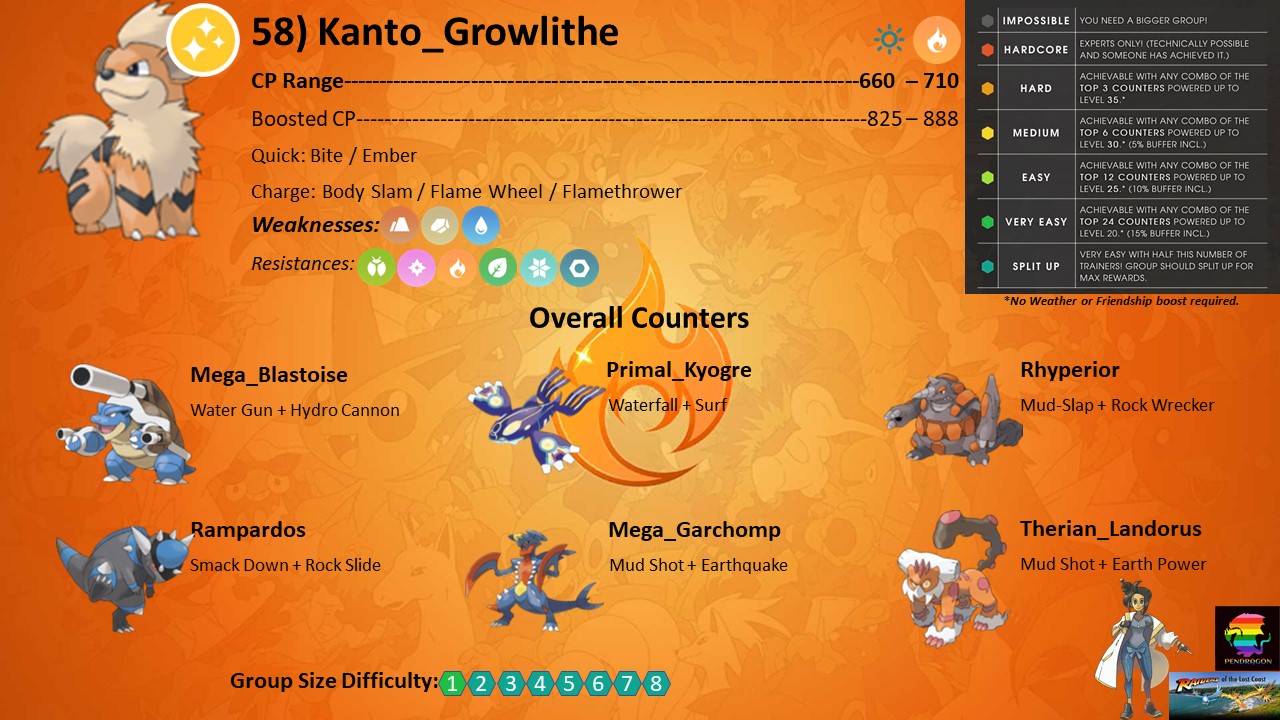 58) Kanto_Growlithe
CP Range---660 – 710
Boosted CP---825 – 888
Quick: Bite / Ember
Charge: Body Slam / Flame Wheel / Flamethrower
Weaknesses:
Resistances:
IMPOSSIBLE YOU NEED A BIGGER GROUP!
HARDCORE EXPERTS ONLY! (TECHNICALLY POSSIBLE
AND SOMEONE HAS ACHIEVED IT.)
HARD ACHIEVABLE WITH ANY COMBO OF THE
TOP 3 COUNTERS POWERED UP TO
LEVEL 35.*
MEDIUM ACHIEVABLE WITH ANY COMBO OF THE
TOP 6 COUNTERS POWERED UP TO
LEVEL 30.* (5% BUFFER INCL.)
EASY ACHIEVABLE WITH ANY COMBO OF THE
TOP 12 COUNTERS POWERED UP TO
LEVEL 25.* (10% BUFFER INCL.)
VERY EASY ACHIEVABLE WITH ANY COMBO OF THE
TOP 24 COUNTERS POWERED UP TO
LEVEL 20.* (15% BUFFER INCL.)
SPLIT UP VERY EASY WITH HALF THIS NUMBER OF
TRAINERS! GROUP SHOULD SPLIT UP FOR
MAX REWARDS.
*No Weather or Friendship boost required.
Overall Counters
Mega_Blastoise
Water Gun + Hydro Cannon
Primal_Kyogre
Waterfall + Surf
Rhyperior
Mud-Slap + Rock Wrecker
Rampardos
Smack Down + Rock Slide
Mega_Garchomp
Mud Shot + Earthquake
Therian_Landorus
Mud Shot + Earth Power
Group Size Difficulty: 1 2 3 4 5 6 7 8
PENDRAGON
RAIDERS of the Lost Coast